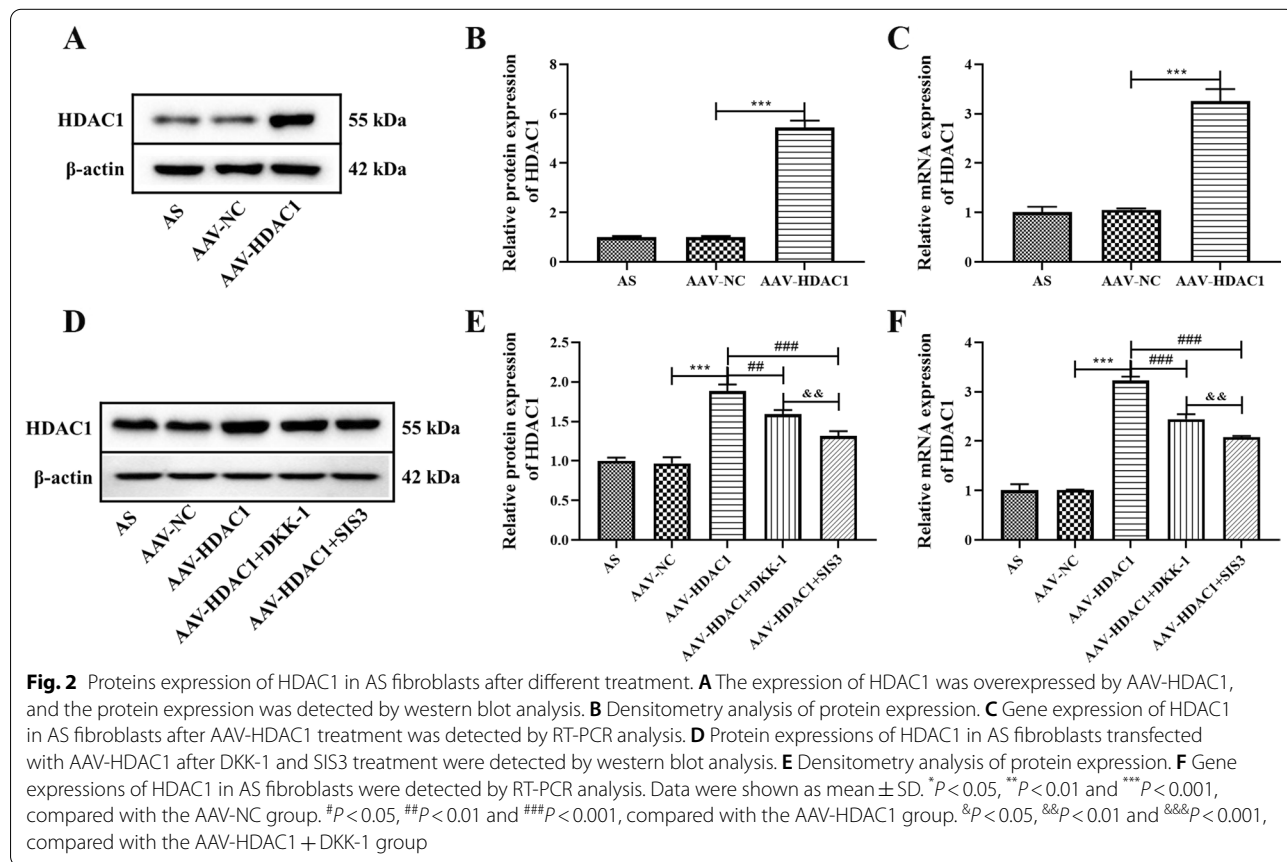 A
HDAC1
55 kDa
β-actin
42 kDa
AS
AAV-NC
AAV-HDAC1
B
Relative protein expression
of HDAC1
8
6
4
2
0
***
AS
AAV-NC
AAV-HDAC1
C
Relative mRNA expression
of HDAC1
4
3
2
1
0
***
AS
AAV-NC
AAV-HDAC1
D
HDAC1
55 kDa
β-actin
42 kDa
AS
AAV-NC
AAV-HDAC1
AAV-HDAC1+DKK-1
AAV-HDAC1+SIS3
E
Relative protein expression
of HDAC1
2.5
2.0
1.5
1.0
0.5
0.0
###
***
##
&&
AS
AAV-NC
AAV-HDAC1
AAV-HDAC1+DKK-1
AAV-HDAC1+SIS3
F
Relative mRNA expression
of HDAC1
4
3
2
1
0
###
***
###
&&
AS
AAV-NC
AAV-HDAC1
AAV-HDAC1+DKK-1
AAV-HDAC1+SIS3
Fig. 2 Proteins expression of HDAC1 in AS fibroblasts after different treatment. A The expression of HDAC1 was overexpressed by AAV-HDAC1,
and the protein expression was detected by western blot analysis. B Densitometry analysis of protein expression. C Gene expression of HDAC1
in AS fibroblasts after AAV-HDAC1 treatment was detected by RT-PCR analysis. D Protein expressions of HDAC1 in AS fibroblasts transfected
with AAV-HDAC1 after DKK-1 and SIS3 treatment were detected by western blot analysis. E Densitometry analysis of protein expression. F Gene
expressions of HDAC1 in AS fibroblasts were detected by RT-PCR analysis. Data were shown as mean ± SD. *P < 0.05, **P < 0.01 and ***P < 0.001,
compared with the AAV-NC group. #P < 0.05, ##P < 0.01 and ###P < 0.001, compared with the AAV-HDAC1 group. &P < 0.05, &&P < 0.01 and &&&P < 0.001,
compared with the AAV-HDAC1 + DKK-1 group